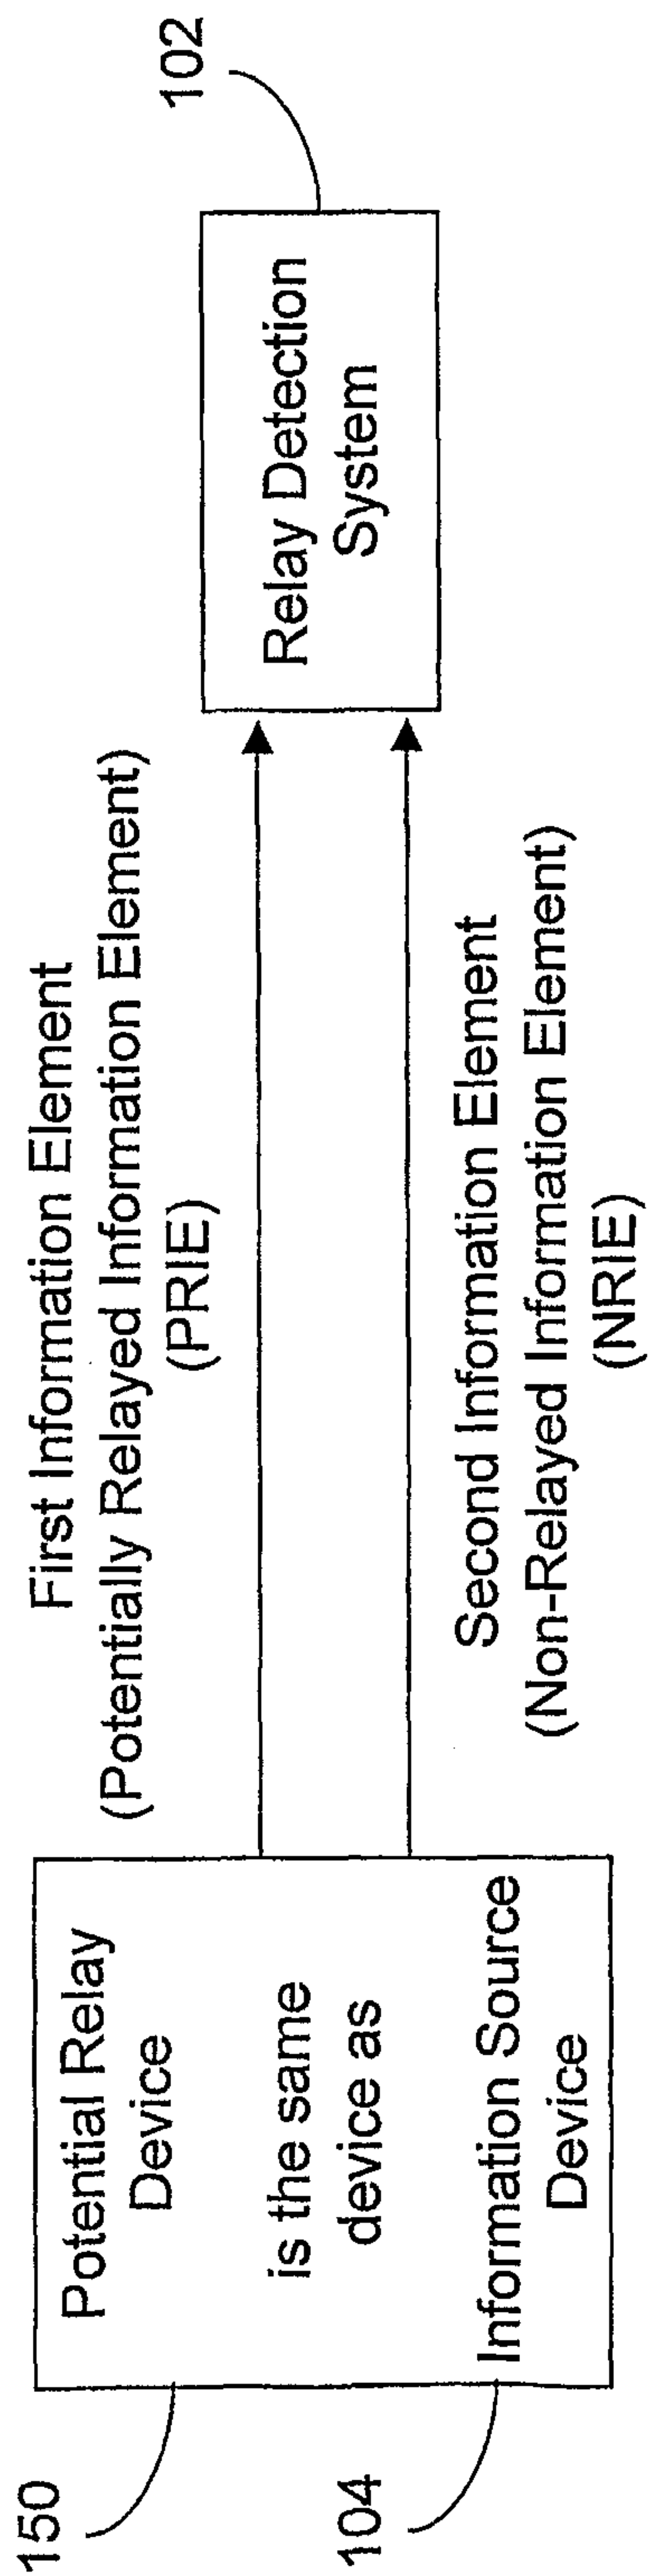 150
Potential Relay
Device
is the same
device as
Information Source
Device
104
First Information Element
(Potentially Relayed Information Element)
(PRIE)
Second Information Element
(Non-Relayed Information Element)
(NRIE)
Relay Detection
System
102